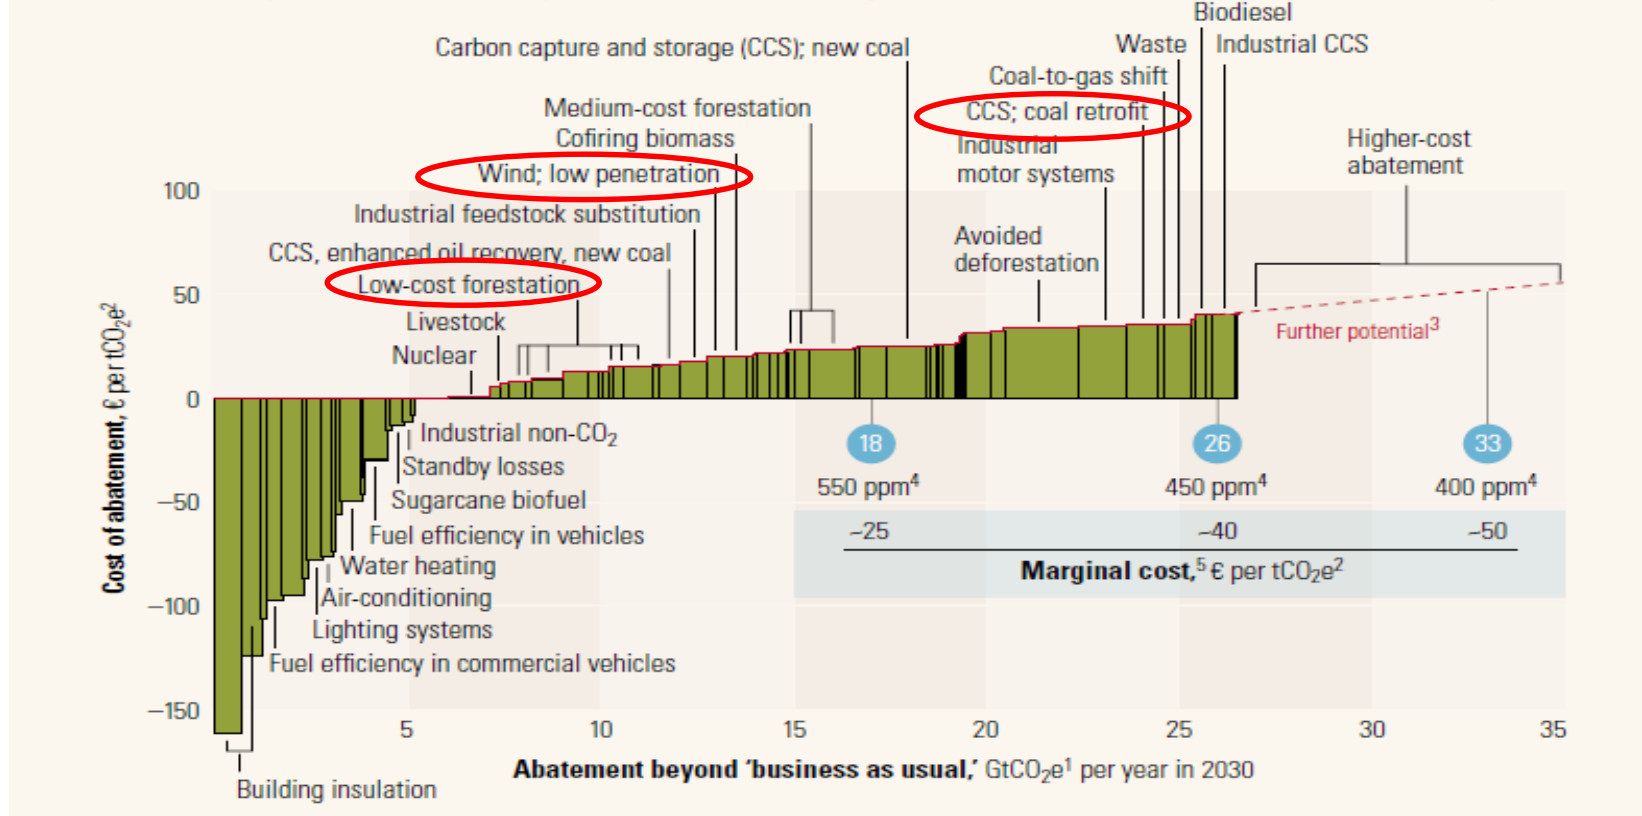 Biodiesel
Carbon capture and storage (CCS); new coal
Waste
Industrial CCS
Coal-to-gas shift
Medium-cost forestation
CCS; coal retrofit
Cofiring biomass
Industrial
motor systems
Higher-cost
abatement
Wind; low penetration
Industrial feedstock substitution
CCS, enhanced oil recovery, new coal
Avoided
deforestation
Low-cost forestation
Livestock
Nuclear
Further potential³
100
50
0
–50
–100
–150
Cost of abatement, € per tCO₂e²
Industrial non-CO₂
Standby losses
Sugarcane biofuel
Fuel efficiency in vehicles
Water heating
Air-conditioning
Lighting systems
Fuel efficiency in commercial vehicles
Building insulation
18
26
33
550 ppm⁴
450 ppm⁴
400 ppm⁴
~25
~40
~50
Marginal cost,⁵ € per tCO₂e²
5
10
15
20
25
30
35
Abatement beyond ‘business as usual,’ GtCO₂e¹ per year in 2030